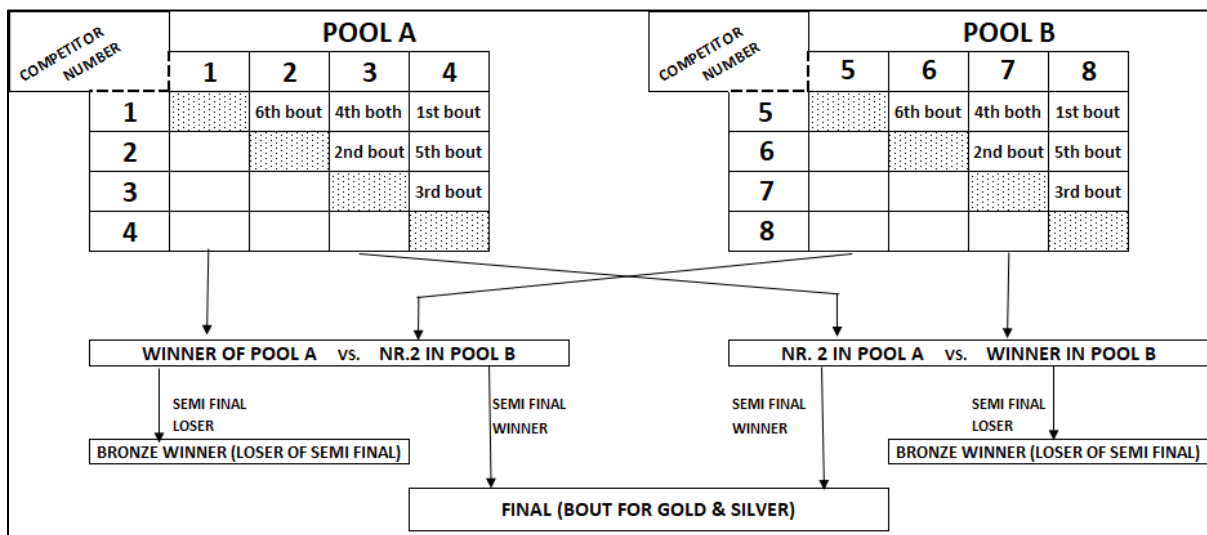 COMPETITOR NUMBER POOL A
1 2 3 4
1 6th bout 4th both 1st bout
2 2nd bout 5th bout
3 3rd bout
4
COMPETITOR NUMBER POOL B
5 6 7 8
5 6th bout 4th both 1st bout
6 2nd bout 5th bout
7 3rd bout
8
WINNER OF POOL A vs. NR.2 IN POOL B
NR. 2 IN POOL A vs. WINNER IN POOL B
SEMI FINAL
LOSER
SEMI FINAL
WINNER
SEMI FINAL
WINNER
SEMI FINAL
LOSER
BRONZE WINNER (LOSER OF SEMI FINAL)
BRONZE WINNER (LOSER OF SEMI FINAL)
FINAL (BOUT FOR GOLD & SILVER)